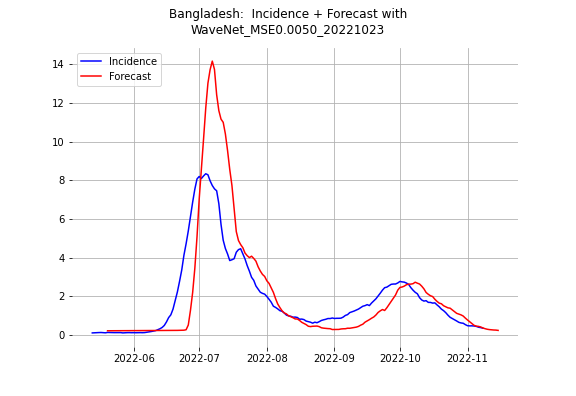 Bangladesh:  Incidence + Forecast with
WaveNet_MSE0.0050_20221023
Incidence
Forecast
14
12
10
8
6
4
2
0
2022-06 2022-07 2022-08 2022-09 2022-10 2022-11